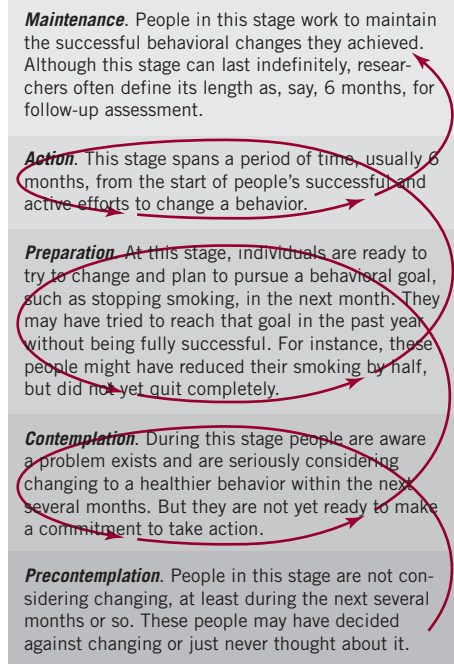 Maintenance. People in this stage work to maintain
the successful behavioral changes they achieved.
Although this stage can last indefinitely, resear-
chers often define its length as, say, 6 months, for
follow-up assessment.
Action. This stage spans a period of time, usually 6
months, from the start of people's successful and
active efforts to change a behavior.
Preparation. At this stage, individuals are ready to
try to change and plan to pursue a behavioral goal,
such as stopping smoking, in the next month. They
may have tried to reach that goal in the past year
without being fully successful. For instance, these
people might have reduced their smoking by half,
but did not yet quit completely.
Contemplation. During this stage people are aware
a problem exists and are seriously considering
changing to a healthier behavior within the next
several months. But they are not yet ready to make
a commitment to take action.
Precontemplation. People in this stage are not con-
sidering changing, at least during the next several
months or so. These people may have decided
against changing or just never thought about it.